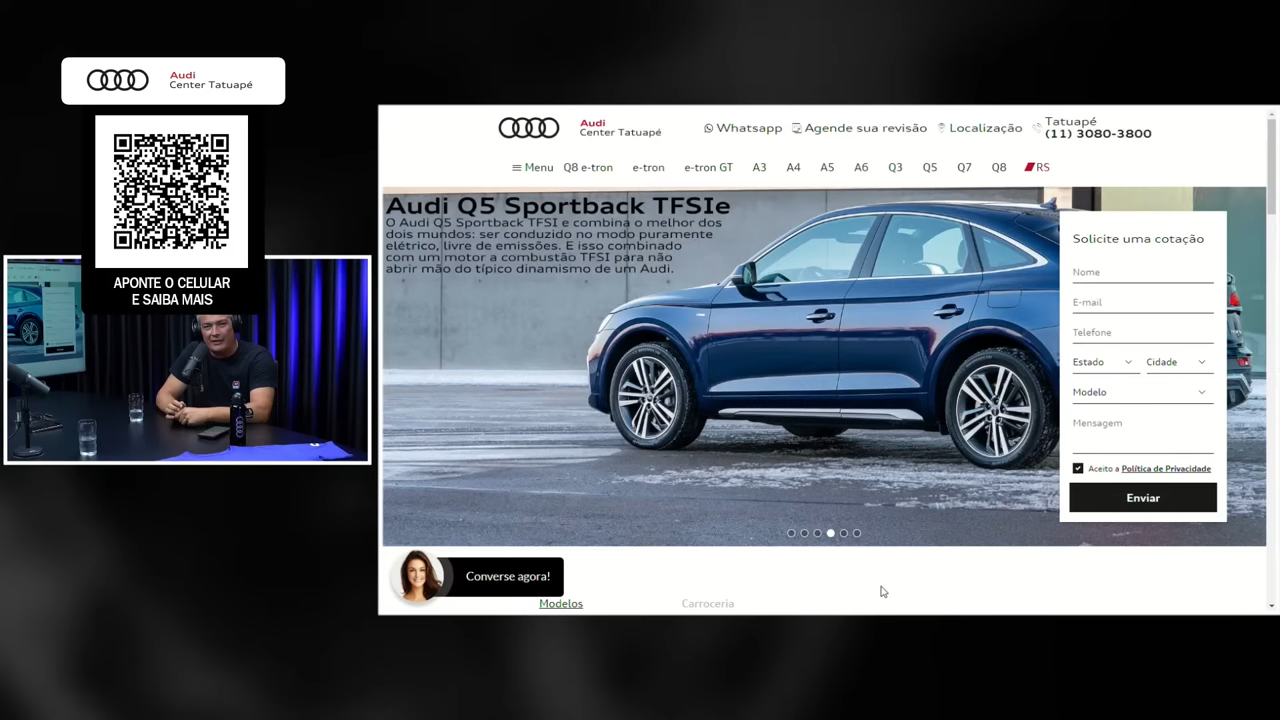 Audi
Center Tatuapé
APONTE O CELULAR
E SAIBA MAIS
Audi
Center Tatuapé
Whatsapp
Agende sua revisão
Localização
Tatuapé
(11) 3080-3800
Menu
Q8 e-tron
e-tron
e-tron GT
A3
A4
A5
A6
Q3
Q5
Q7
Q8
RS
Audi Q5 Sportback TFSIe
O Audi Q5 Sportback TFSI e combina o melhor dos
dois mundos: ser conduzido no modo puramente
elétrico, livre de emissões. E isso combinado
com um motor a combustão TFSI para não
abrir mão do típico dinamismo de um Audi.
Solicite uma cotação
Nome
E-mail
Telefone
Estado
Cidade
Modelo
Mensagem
Aceito a Política de Privacidade
Enviar
Converse agora!
Modelos
Carroceria